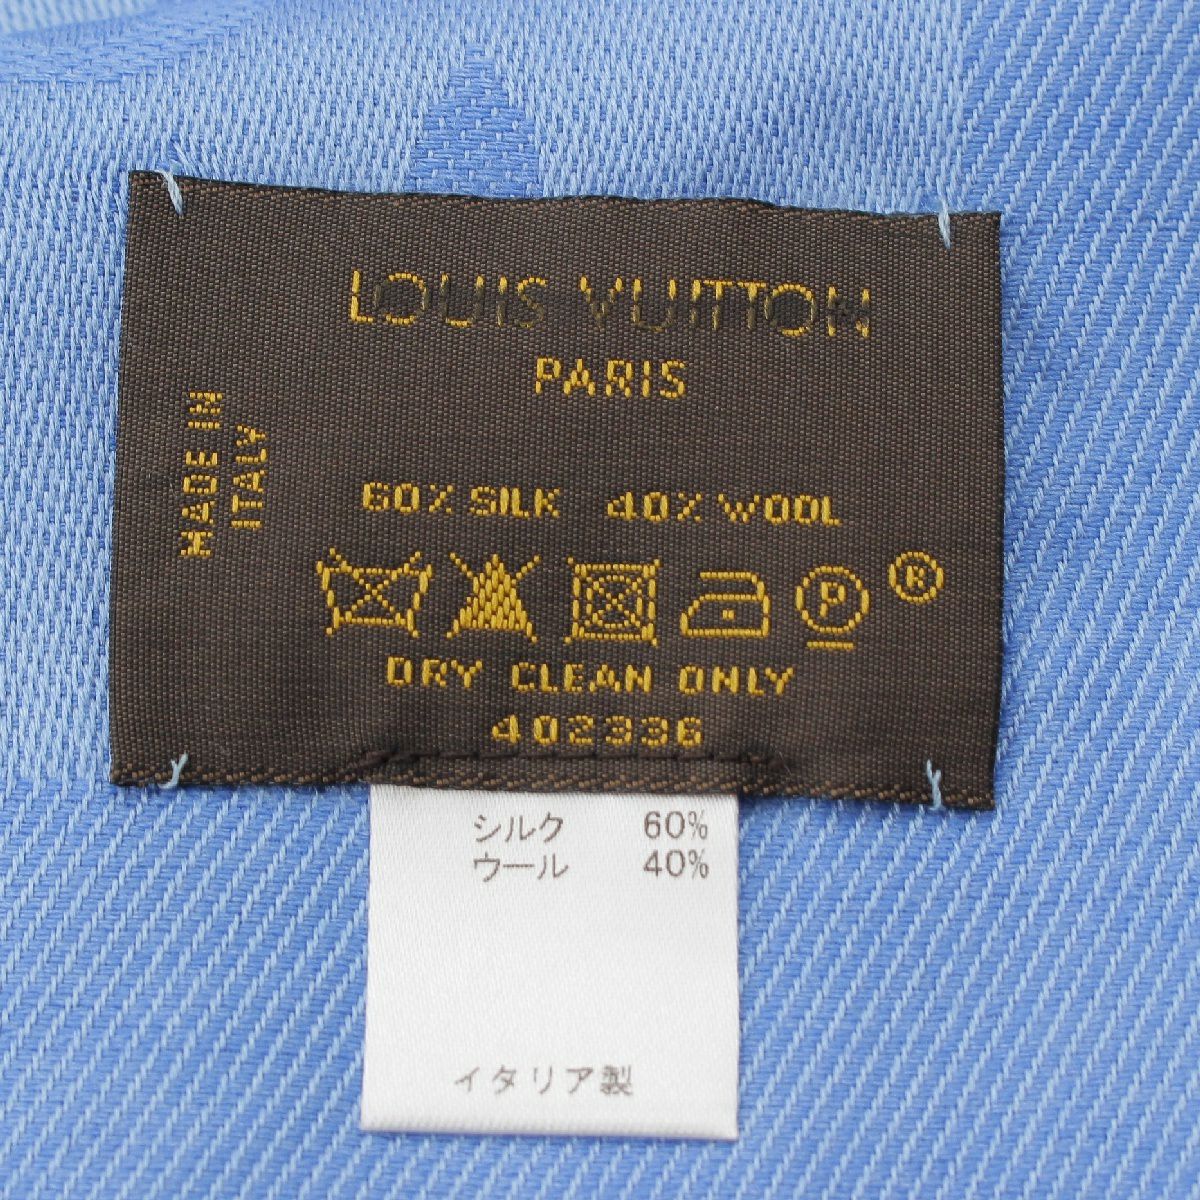 LOUIS VUITTON
PARIS
MADE IN
ITALY
60% SILK 40% WOOL
P
®
DRY CLEAN ONLY
402336
シルク 60%
ウール 40%
イタリア製